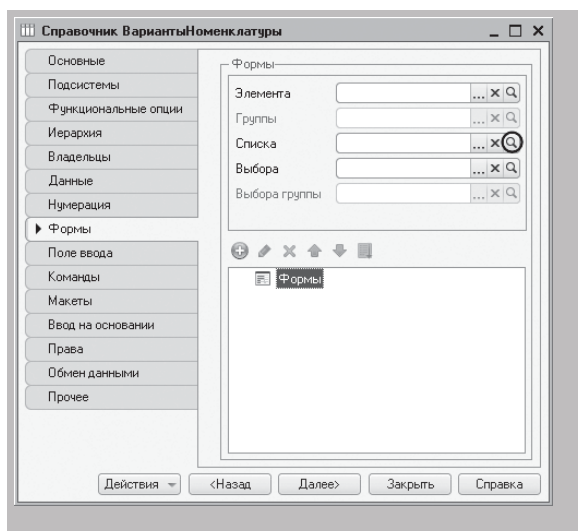 Справочник ВариантыНоменклатуры
Основные
Подсистемы
Функциональные опции
Иерархия
Владельцы
Данные
Нумерация
Формы
Поле ввода
Команды
Макеты
Ввод на основании
Права
Обмен данными
Прочее
Формы
Элемента
Группы
Списка
Выбора
Выбора группы
Формы
Действия
<Назад
Далее>
Закрыть
Справка